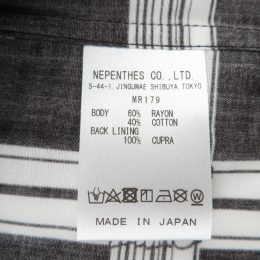 NEPENTHES CO., LTD.
5-44-1 JINGUMAE SHIBUYA TOKYO
MR179
BODY 60% RAYON
40% COTTON
BACK LINING
100% CUPRA
MADE IN JAPAN